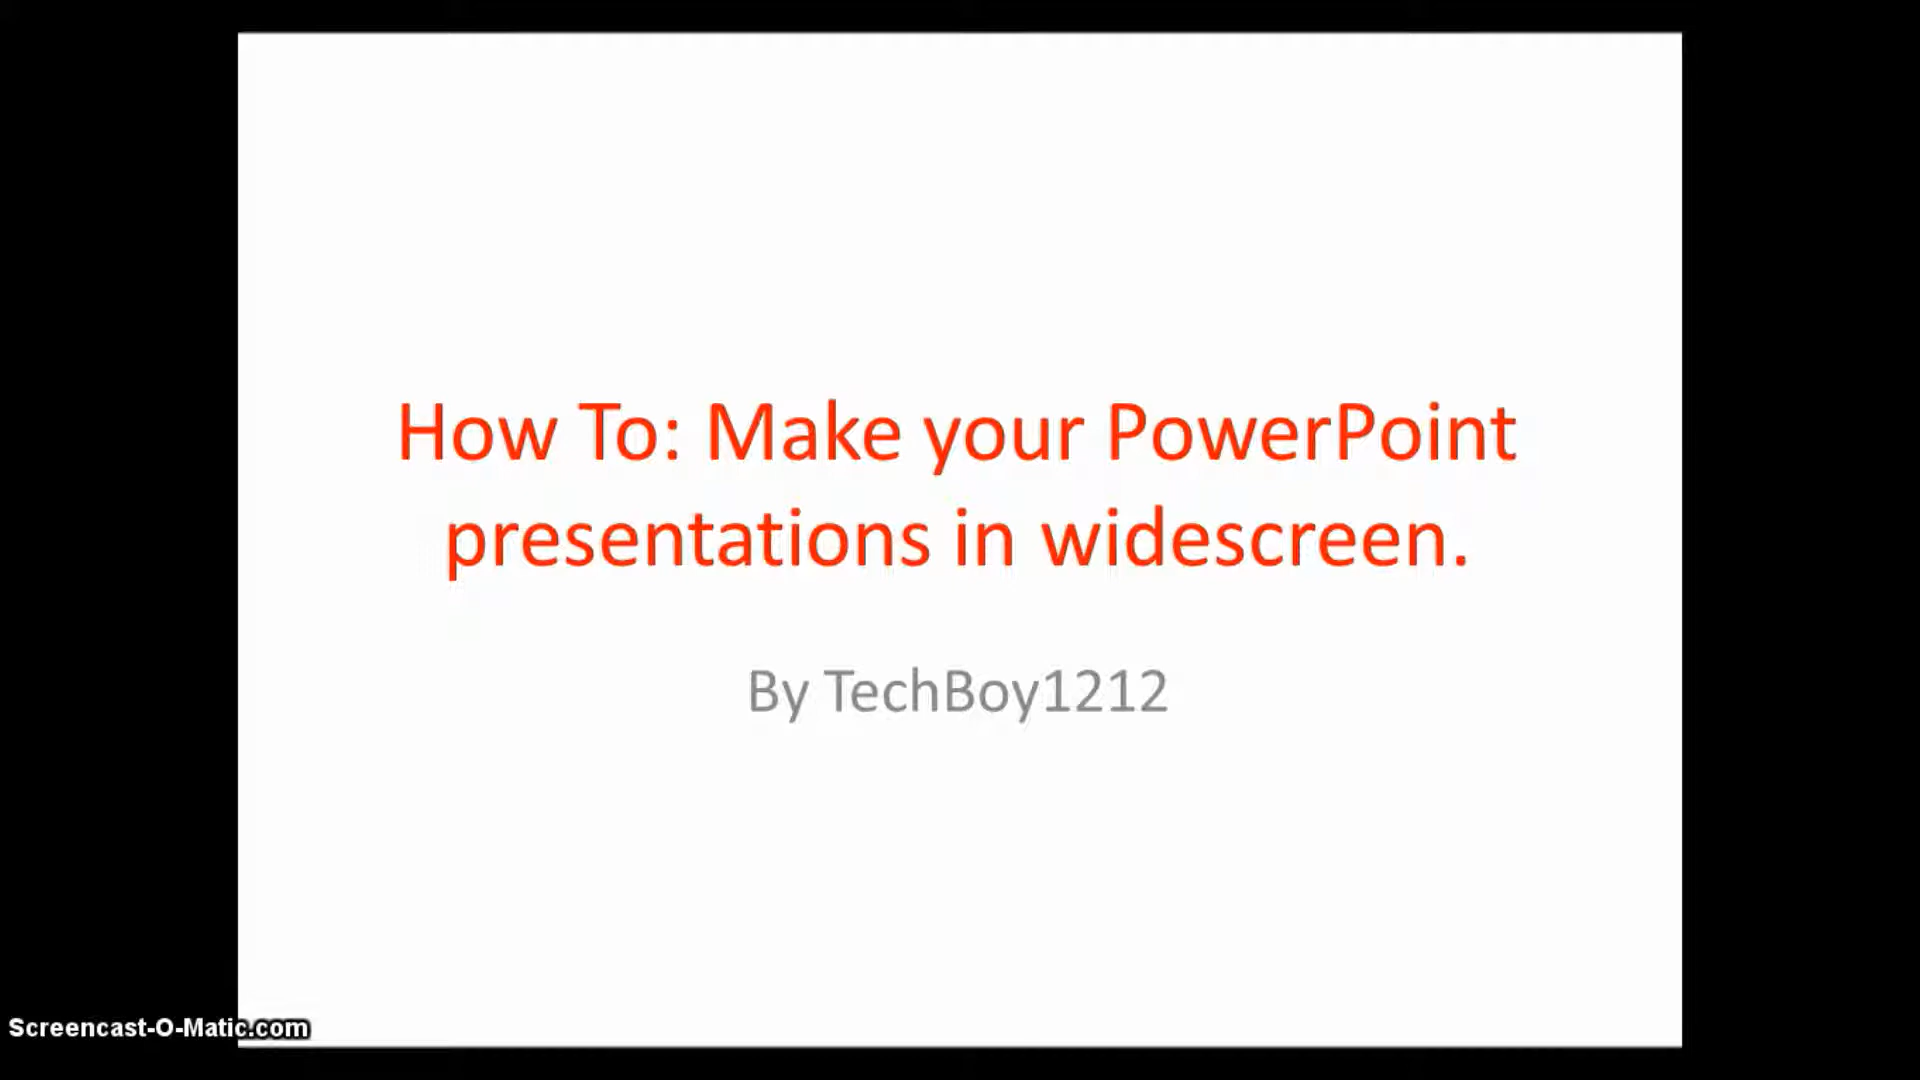 How To: Make your PowerPoint
presentations in widescreen.
By TechBoy1212
Screencast-O-Matic.com